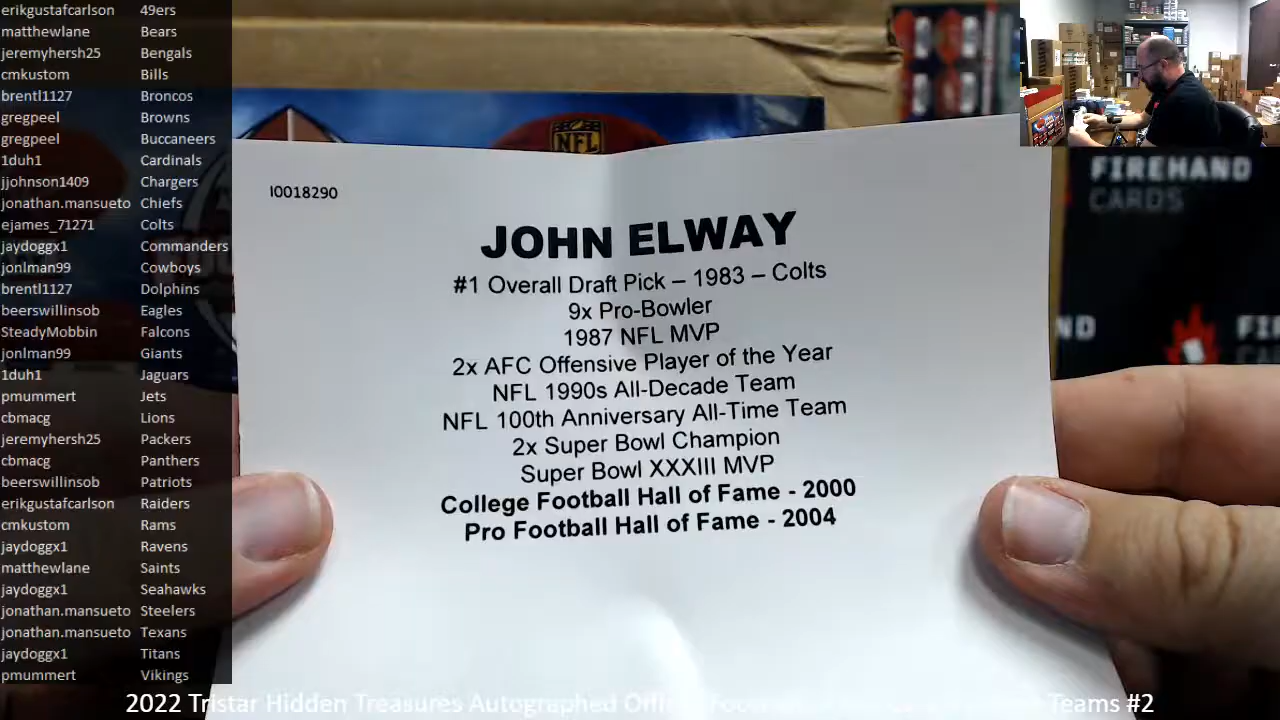 erikgustafcarlson 49ers
matthewlane Bears
jeremyhersh25 Bengals
cmkustom Bills
brentl1127 Broncos
gregpeel Browns
gregpeel Buccaneers
1duh1 Cardinals
jjohnson1409 Chargers
jonathan.mansueto Chiefs
ejames_71271 Colts
jaydoggx1 Commanders
jonlman99 Cowboys
brentl1127 Dolphins
beerswillinsob Eagles
SteadyMobbin Falcons
jonlman99 Giants
1duh1 Jaguars
pmummert Jets
cbmacg Lions
jeremyhersh25 Packers
cbmacg Panthers
beerswillinsob Patriots
erikgustafcarlson Raiders
cmkustom Rams
jaydoggx1 Ravens
matthewlane Saints
jaydoggx1 Seahawks
jonathan.mansueto Steelers
jonathan.mansueto Texans
jaydoggx1 Titans
pmummert Vikings
NFL
I0018290
JOHN ELWAY
#1 Overall Draft Pick – 1983 – Colts
9x Pro-Bowler
1987 NFL MVP
2x AFC Offensive Player of the Year
NFL 1990s All-Decade Team
NFL 100th Anniversary All-Time Team
2x Super Bowl Champion
Super Bowl XXXIII MVP
College Football Hall of Fame - 2000
Pro Football Hall of Fame - 2004
FIREHAND
CARDS
ND
FI
CA
2022 Tristar Hidden Treasures Autographed Teams #2